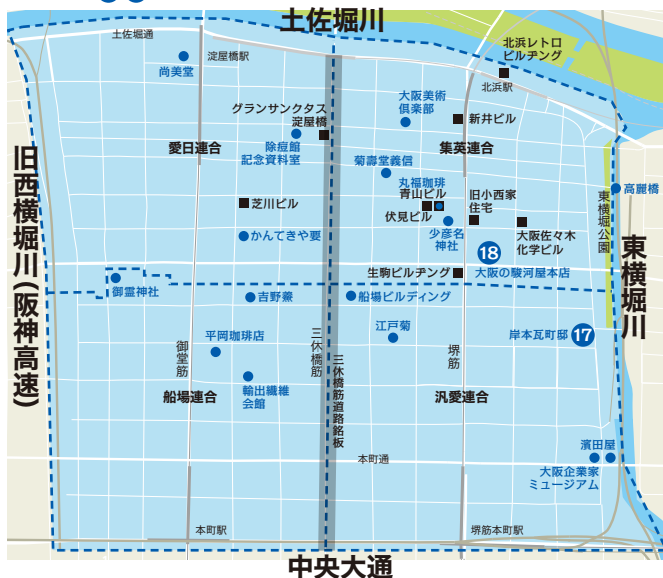 土佐堀川
土佐堀通
淀屋橋駅
尚美堂
北浜レトロ
ビルヂング
北浜駅
大阪美術
倶楽部
新井ビル
グランサンクタス
淀屋橋
除痘館
記念資料室
愛日連合
集英連合
菊壽堂義信
丸福珈琲
青山ビル
伏見ビル
旧小西家
住宅
高麗橋
東横堀公園
芝川ビル
少彦名
神社
大阪佐々木
化学ビル
かんてきや要
18
大阪の駿河屋本店
生駒ビルヂング
東横堀川
旧西横堀川(阪神高速)
御霊神社
吉野藪
船場ビルディング
平岡珈琲店
江戸菊
岸本瓦町邸
17
御堂筋
三休橋筋
三休橋筋道路銘板
堺筋
輸出繊維
会館
船場連合
汎愛連合
濱田屋
本町通
大阪企業家
ミュージアム
本町駅
堺筋本町駅
中央大通